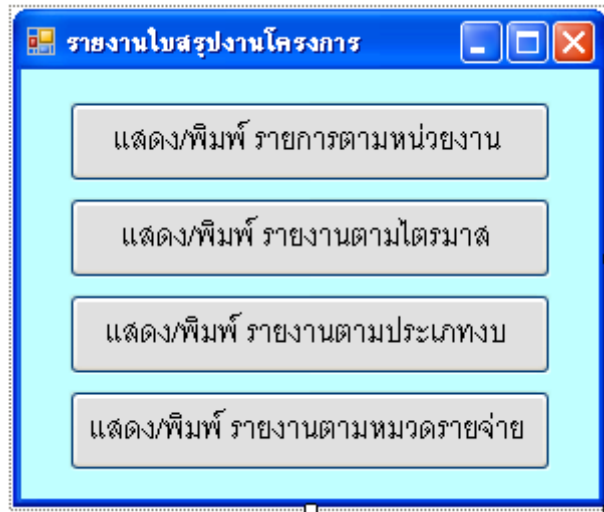 รายงานใบสรุปงานโครงการ
แสดง/พิมพ์ รายการตามหน่วยงาน
แสดง/พิมพ์ รายงานตามไตรมาส
แสดง/พิมพ์ รายงานตามประเภทงบ
แสดง/พิมพ์ รายงานตามหมวดรายจ่าย